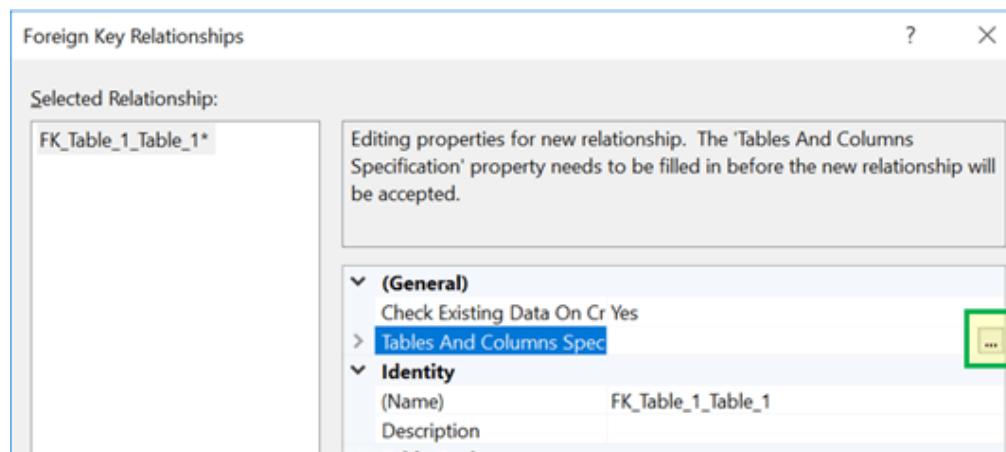 Foreign Key Relationships
?
Selected Relationship:
FK_Table_1_Table_1*
Editing properties for new relationship. The 'Tables And Columns
Specification' property needs to be filled in before the new relationship will
be accepted.
(General)
Check Existing Data On Cr Yes
Tables And Columns Spec
...
Identity
(Name) FK_Table_1_Table_1
Description